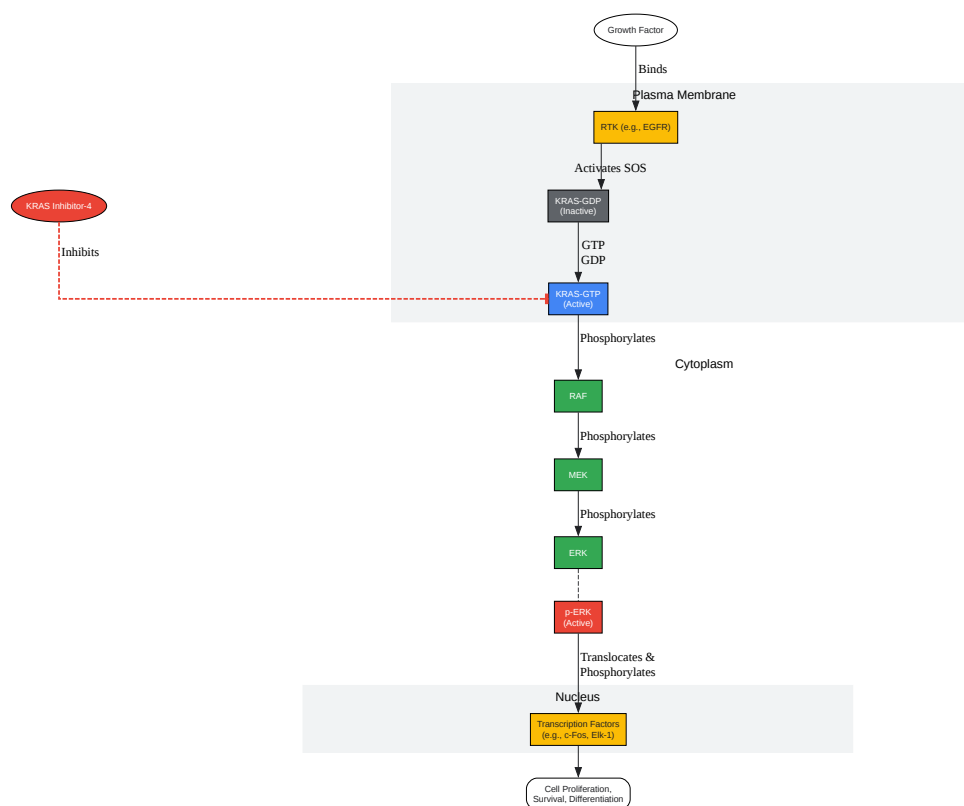 Growth Factor
Binds
Plasma Membrane
RTK (e.g., EGFR)
Activates SOS
KRAS Inhibitor-4
KRAS-GDP
(Inactive)
Inhibits
GTP
GDP
KRAS-GTP
(Active)
Phosphorylates
Cytoplasm
RAF
Phosphorylates
MEK
Phosphorylates
ERK
p-ERK
(Active)
Translocates &
Phosphorylates
Nucleus
Transcription Factors
(e.g., c-Fos, Elk-1)
Cell Proliferation,
Survival, Differentiation